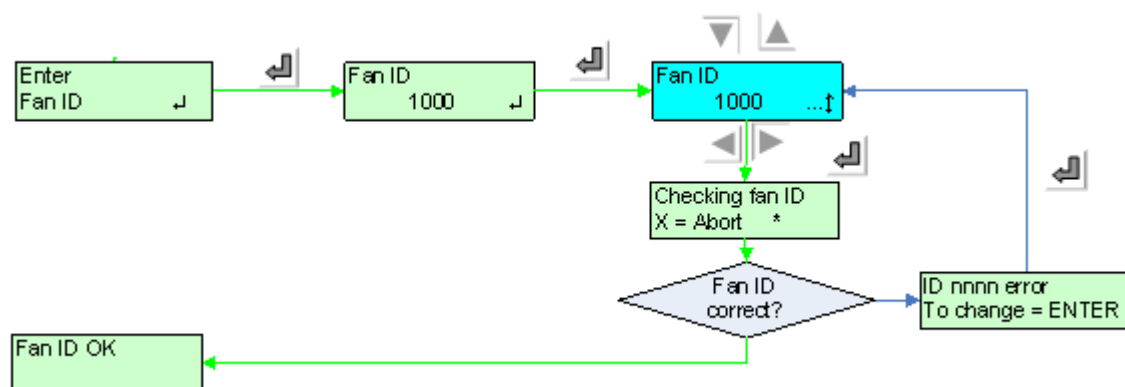 Enter
Fan ID ↵
Fan ID
1000 ↵
Fan ID
1000 ...↕
Checking fan ID
X = Abort *
Fan ID
correct?
ID nnnn error
To change = ENTER
Fan ID OK